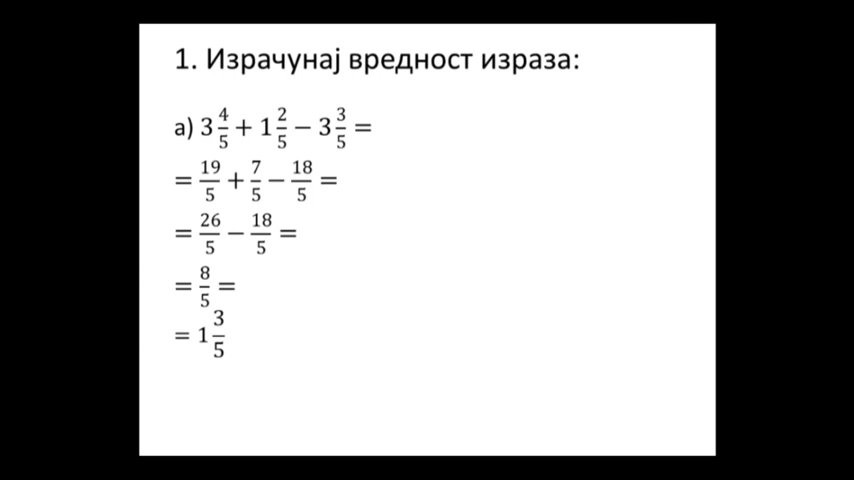 1. Израчунај вредност израза:
а) 3 4/5 + 1 2/5 − 3 3/5 =
= 19/5 + 7/5 − 18/5 =
= 26/5 − 18/5 =
= 8/5 =
= 1 3/5